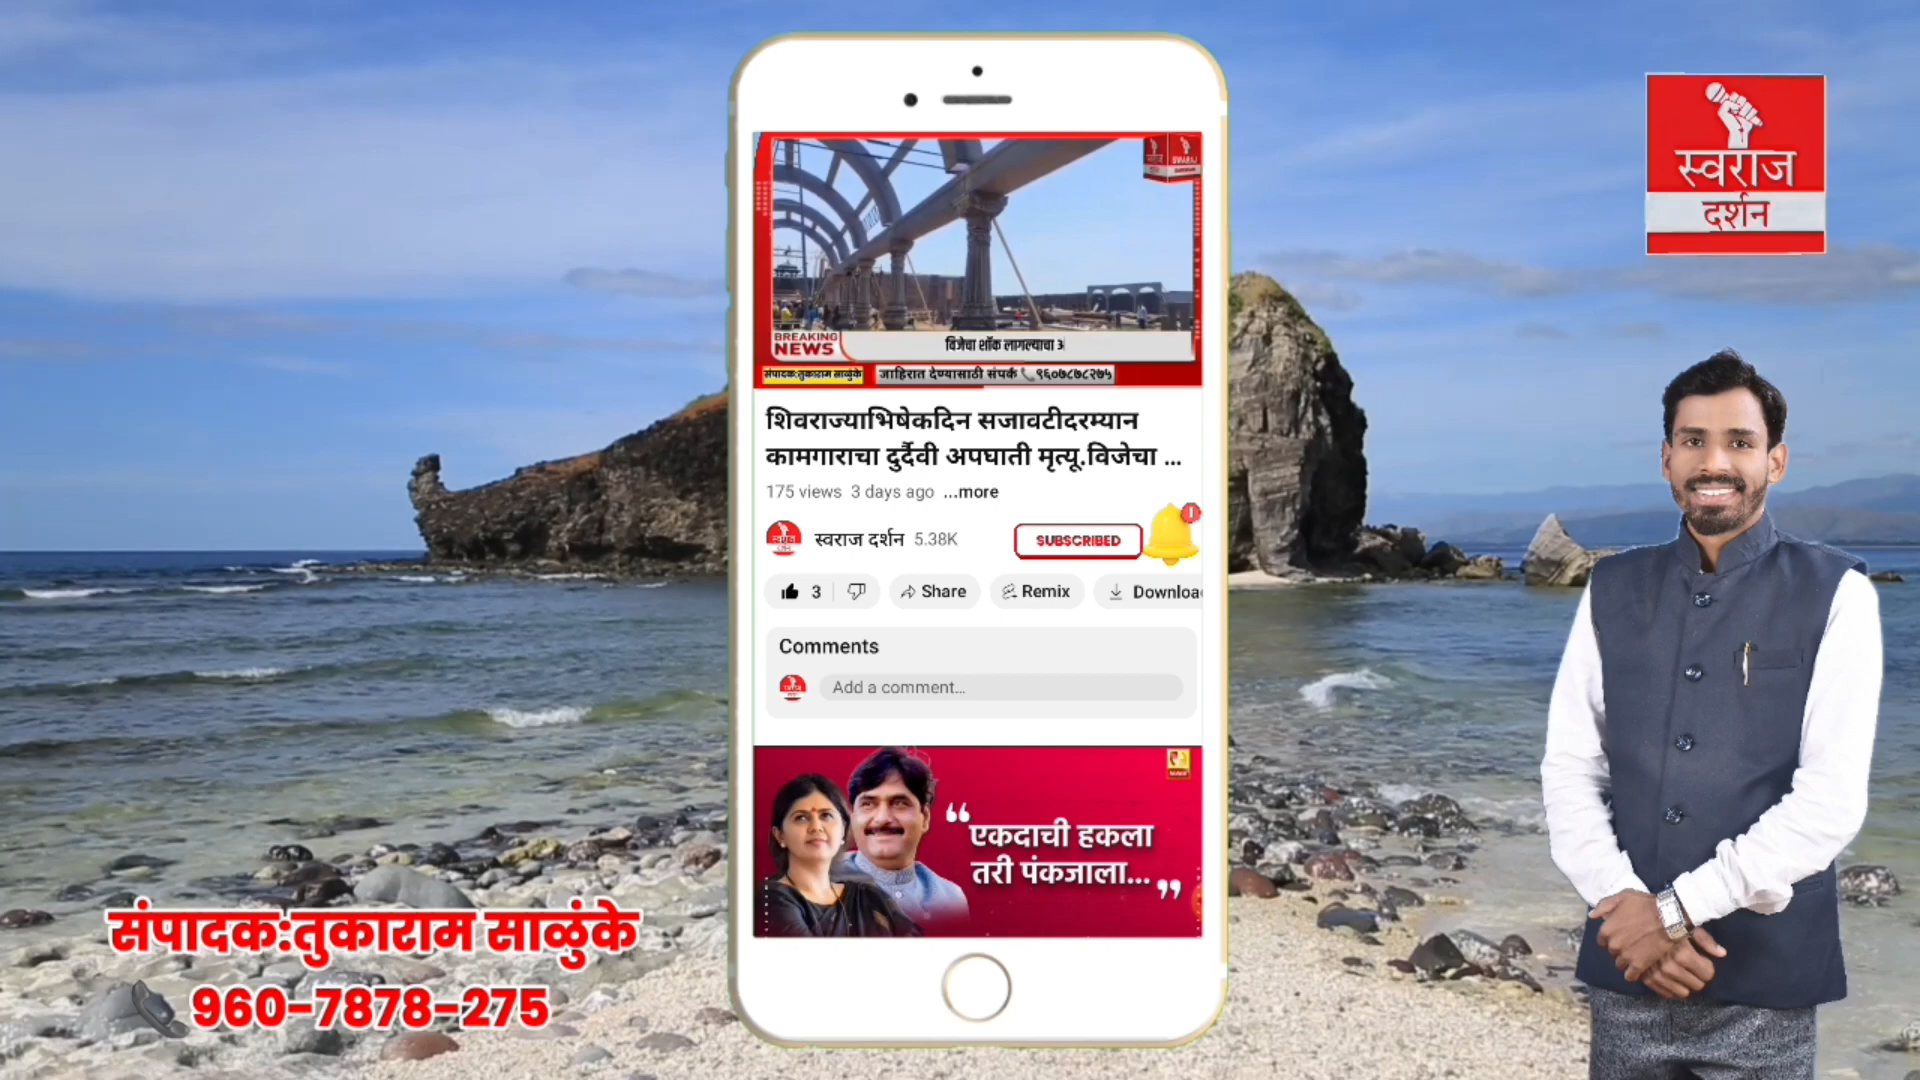 स्वराज
दर्शन
BREAKING
NEWS
विजेचा शॉक लागल्याचा अ
संपादक:तुकाराम साळुंके
जाहिरात देण्यासाठी संपर्क ९६०७८७८२७५
शिवराज्याभिषेकदिन सजावटीदरम्यान
कामगाराचा दुर्दैवी अपघाती मृत्यू.विजेचा ...
175 views 3 days ago ...more
स्वराज दर्शन 5.38K
SUBSCRIBED
3 Share Remix Downloa
Comments
Add a comment...
“एकदाची हकला
तरी पंकजाला...”
संपादक:तुकाराम साळुंके
960-7878-275